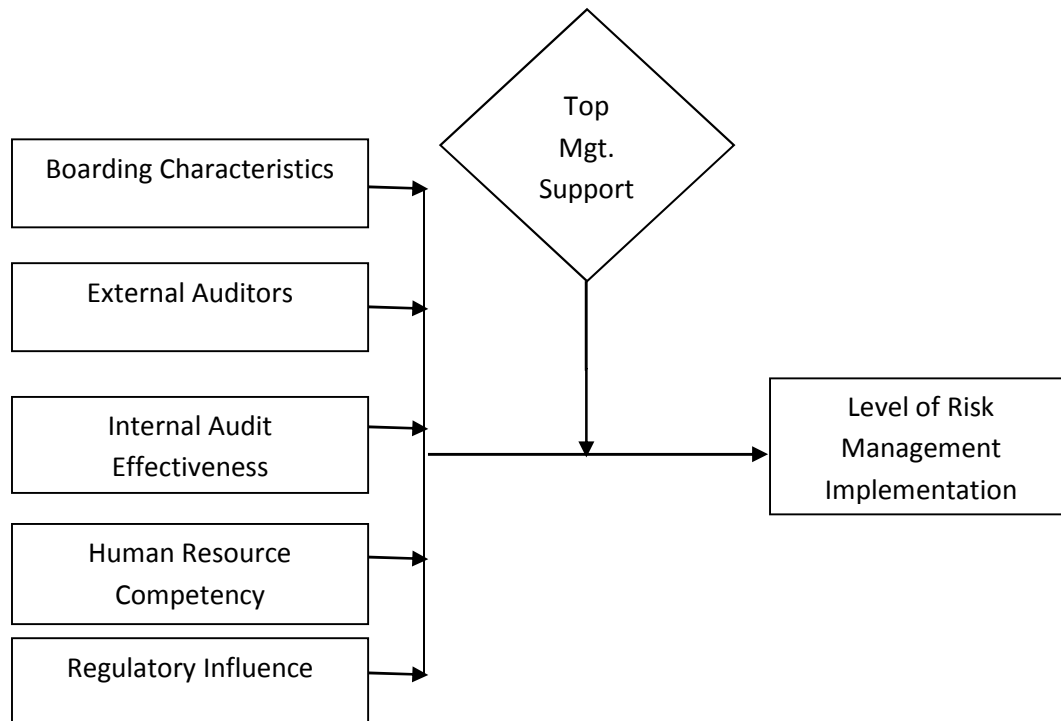 Top
Mgt.
Support
Boarding Characteristics
External Auditors
Internal Audit
Effectiveness
Human Resource
Competency
Regulatory Influence
Level of Risk
Management
Implementation